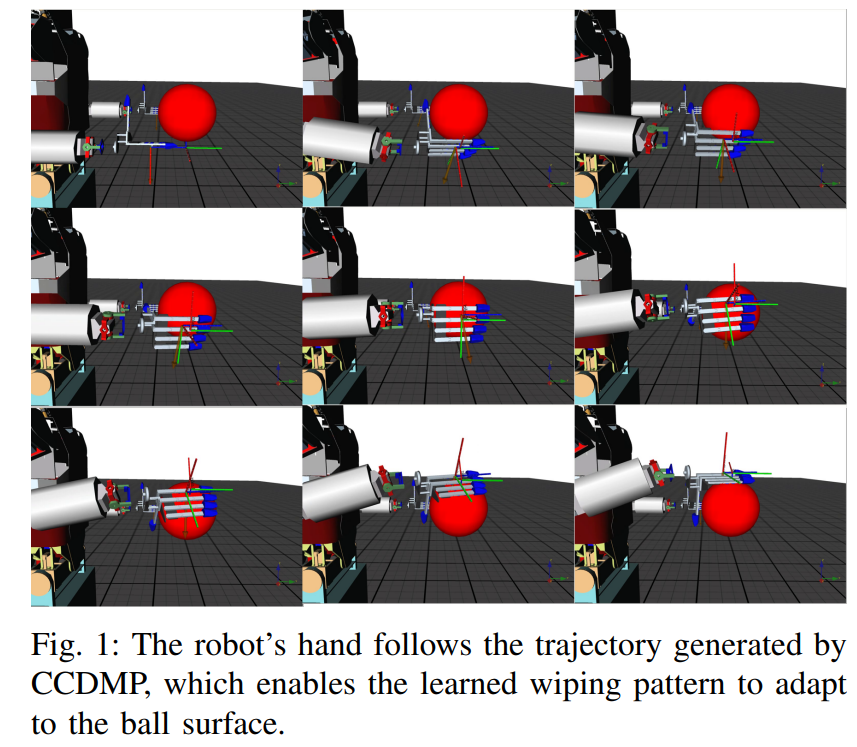 Fig. 1: The robot's hand follows the trajectory generated by
CCDMP, which enables the learned wiping pattern to adapt
to the ball surface.